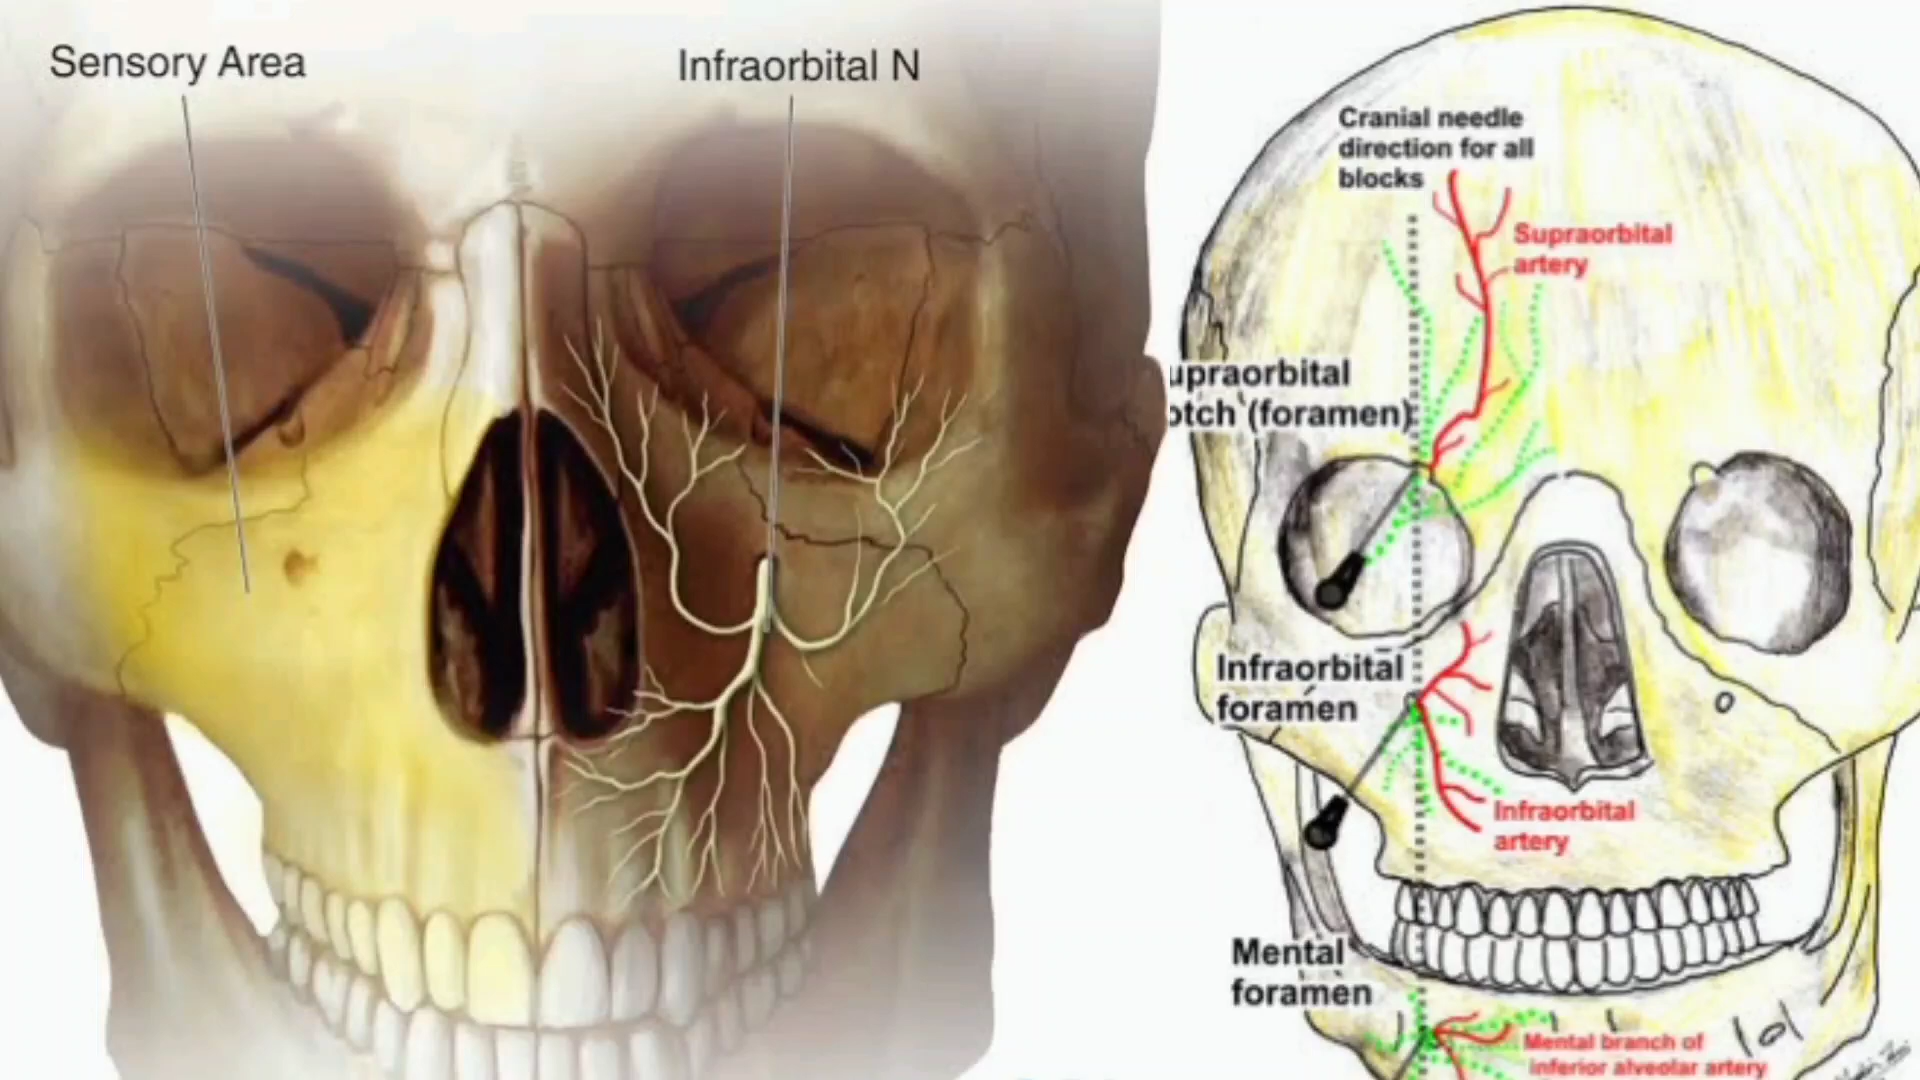 Sensory Area
Infraorbital N
Cranial needle
direction for all
blocks
Supraorbital
artery
upraorbital
otch (foramen)
Infraorbital
foramen
Infraorbital
artery
Mental
foramen
Mental branch of
inferior alveolar artery